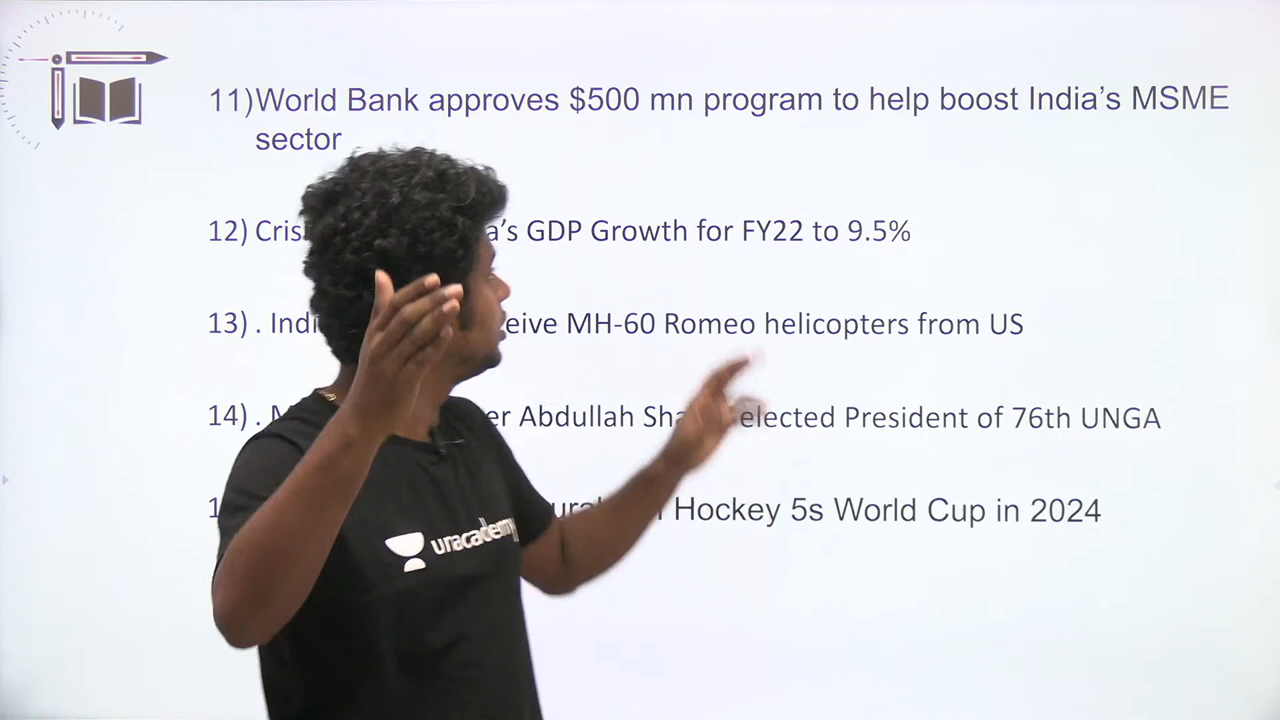 11)World Bank approves $500 mn program to help boost India's MSME
sector
12) Cris a's GDP Growth for FY22 to 9.5%
13) . Indi eive MH-60 Romeo helicopters from US
14) . M er Abdullah Sha elected President of 76th UNGA
1 Hockey 5s World Cup in 2024
unacademy